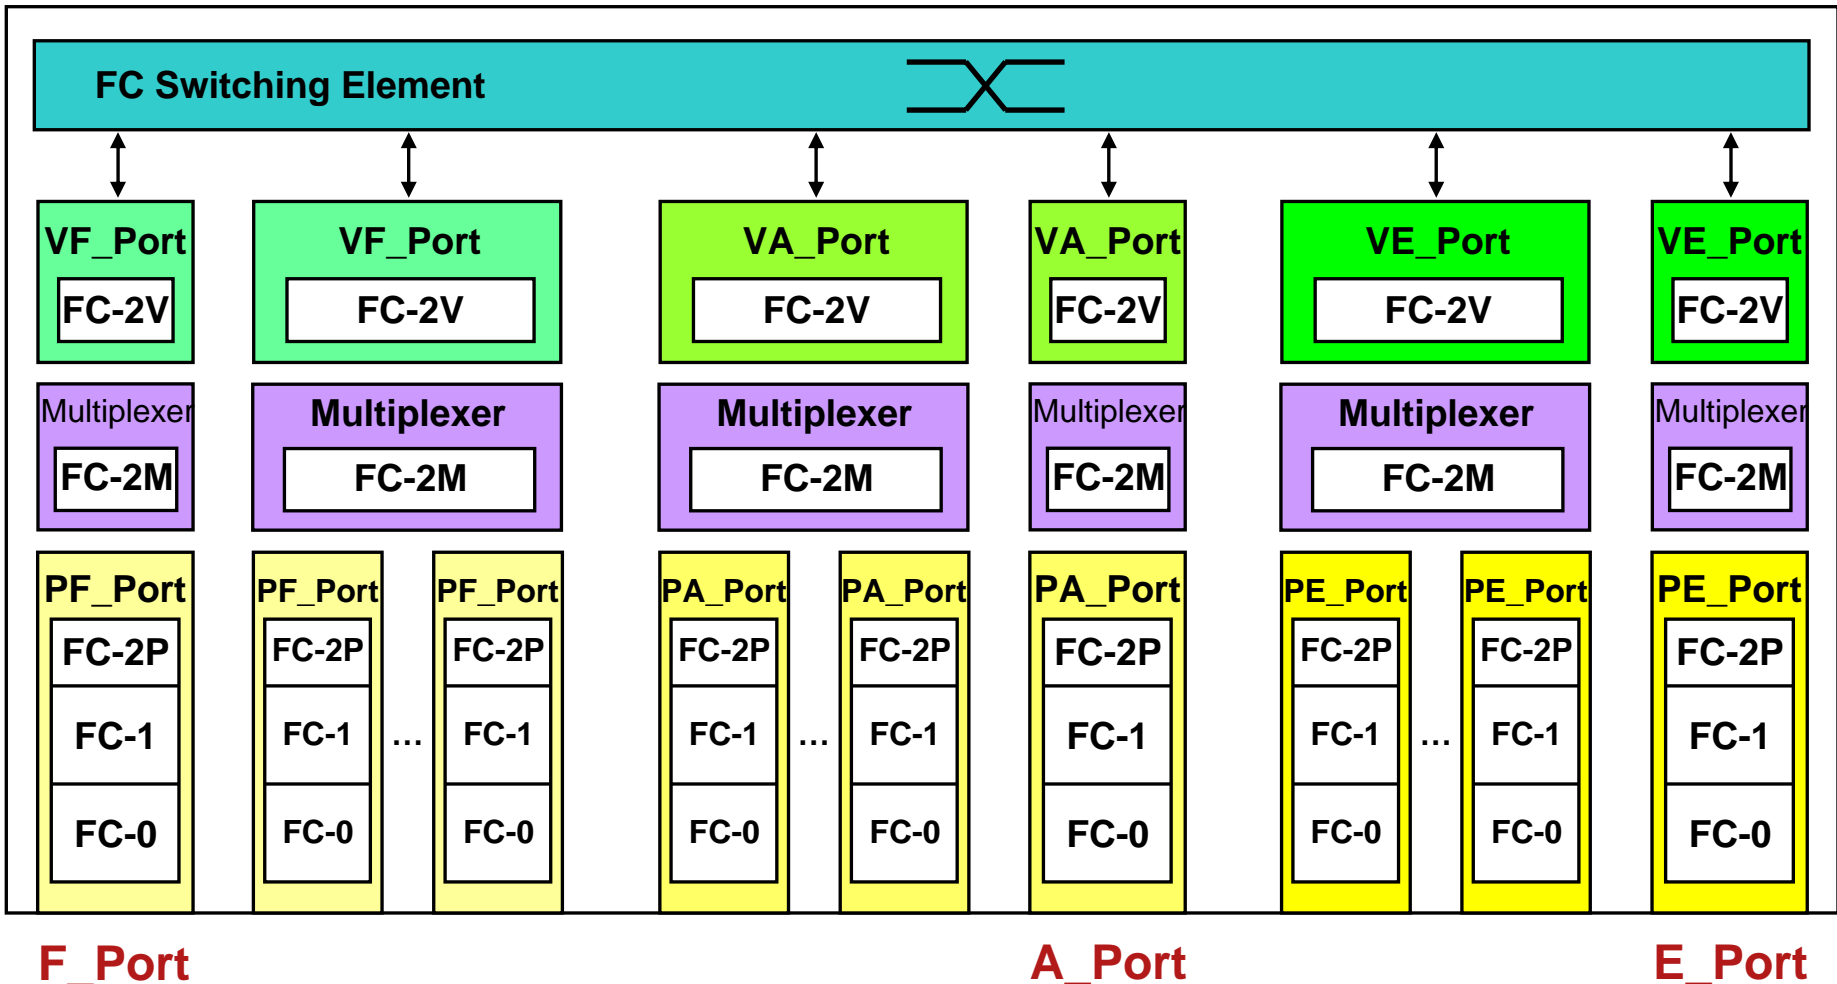 FC Switching Element
VF_Port VF_Port VA_Port VA_Port VE_Port VE_Port
FC-2V FC-2V FC-2V FC-2V FC-2V FC-2V
Multiplexer Multiplexer Multiplexer Multiplexer Multiplexer Multiplexer
FC-2M FC-2M FC-2M FC-2M FC-2M FC-2M
PF_Port PF_Port PF_Port PA_Port PA_Port PA_Port PE_Port PE_Port PE_Port
FC-2P FC-2P FC-2P FC-2P FC-2P FC-2P FC-2P FC-2P FC-2P
FC-1 FC-1 ... FC-1 FC-1 ... FC-1 FC-1 FC-1 ... FC-1 FC-1
FC-0 FC-0 FC-0 FC-0 FC-0 FC-0 FC-0 FC-0 FC-0
F_Port A_Port E_Port